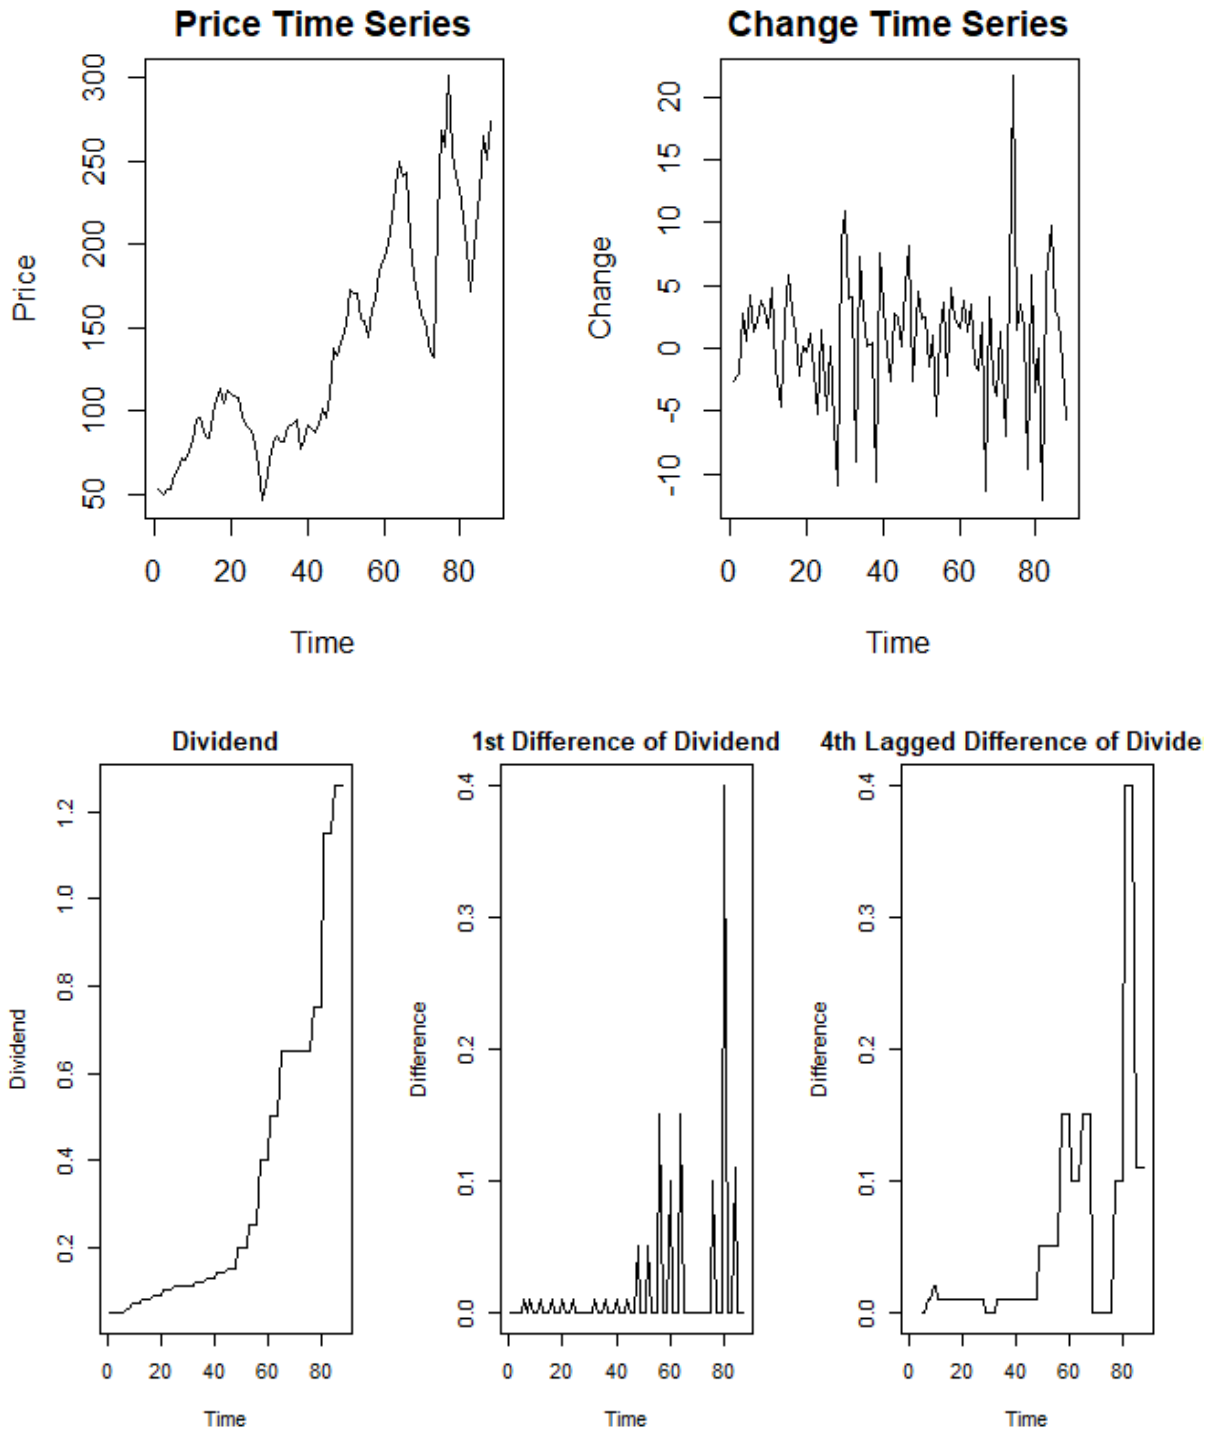 Price Time Series
Change Time Series
Price
50
100
150
200
250
300
0 20 40 60 80
Time
Change
-10
-5
0
5
10
15
20
0 20 40 60 80
Time
Dividend
1st Difference of Dividend
4th Lagged Difference of Divide
Dividend
0.2
0.4
0.6
0.8
1.0
1.2
0 20 40 60 80
Time
Difference
0.0
0.1
0.2
0.3
0.4
0 20 40 60 80
Time
Difference
0.0
0.1
0.2
0.3
0.4
0 20 40 60 80
Time